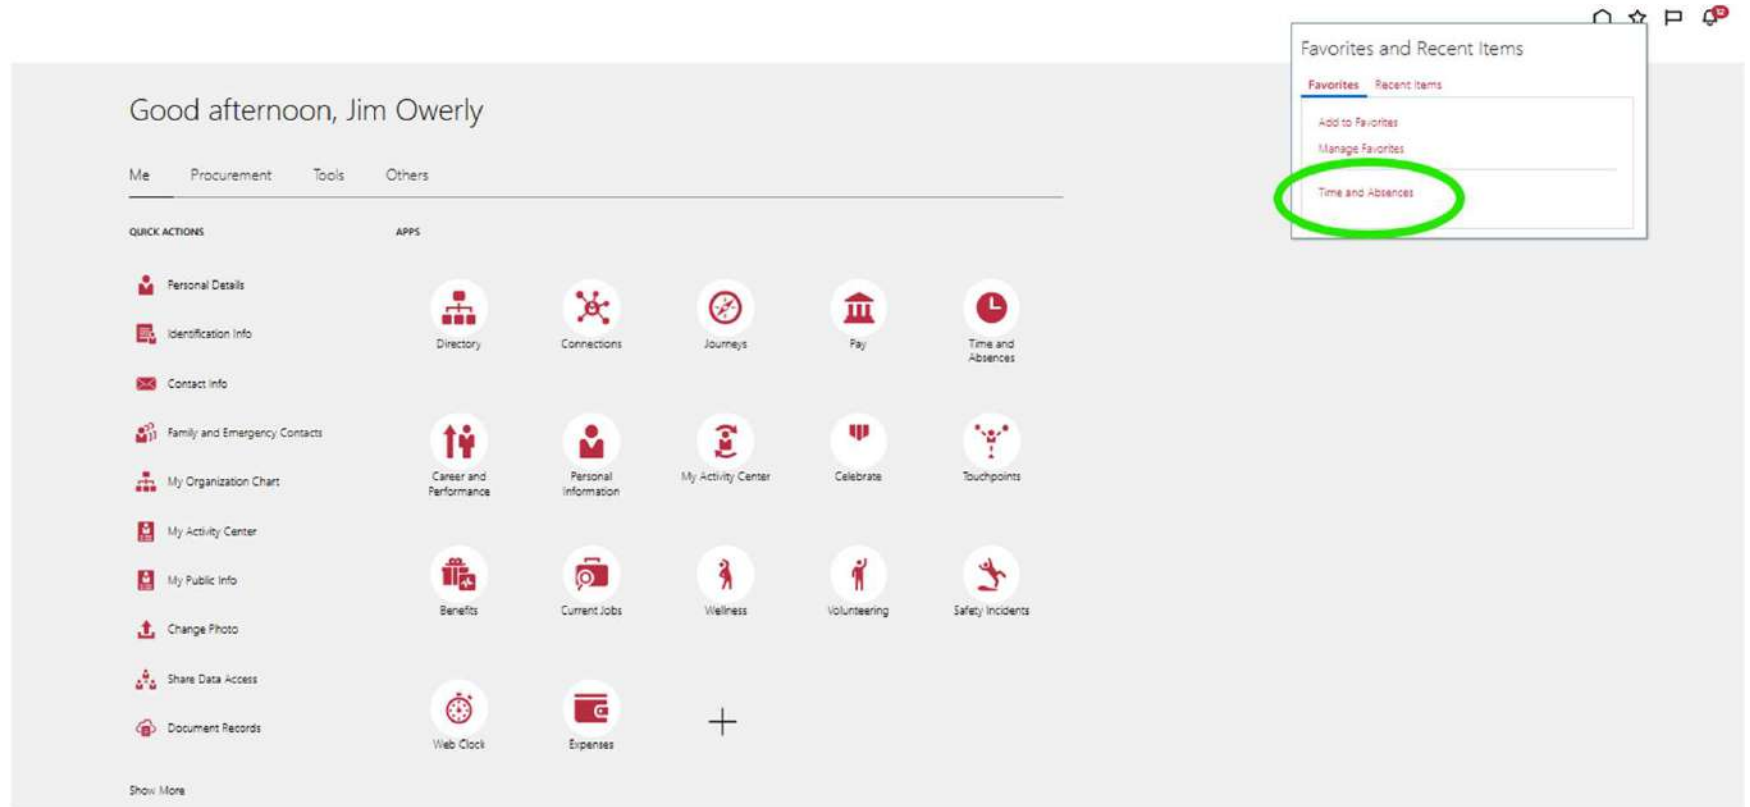 12
Favorites and Recent Items
Favorites Recent Items
Add to Favorites
Manage Favorites
Time and Absences
Good afternoon, Jim Owerly
Me Procurement Tools Others
QUICK ACTIONS
Personal Details
Identification Info
Contact Info
Family and Emergency Contacts
My Organization Chart
My Activity Center
My Public Info
Change Photo
Share Data Access
Document Records
Show More
APPS
Directory
Connections
Journeys
Pay
Time and
Absences
Career and
Performance
Personal
Information
My Activity Center
Celebrate
Touchpoints
Benefits
Current Jobs
Wellness
Volunteering
Safety Incidents
Web Clock
Expenses